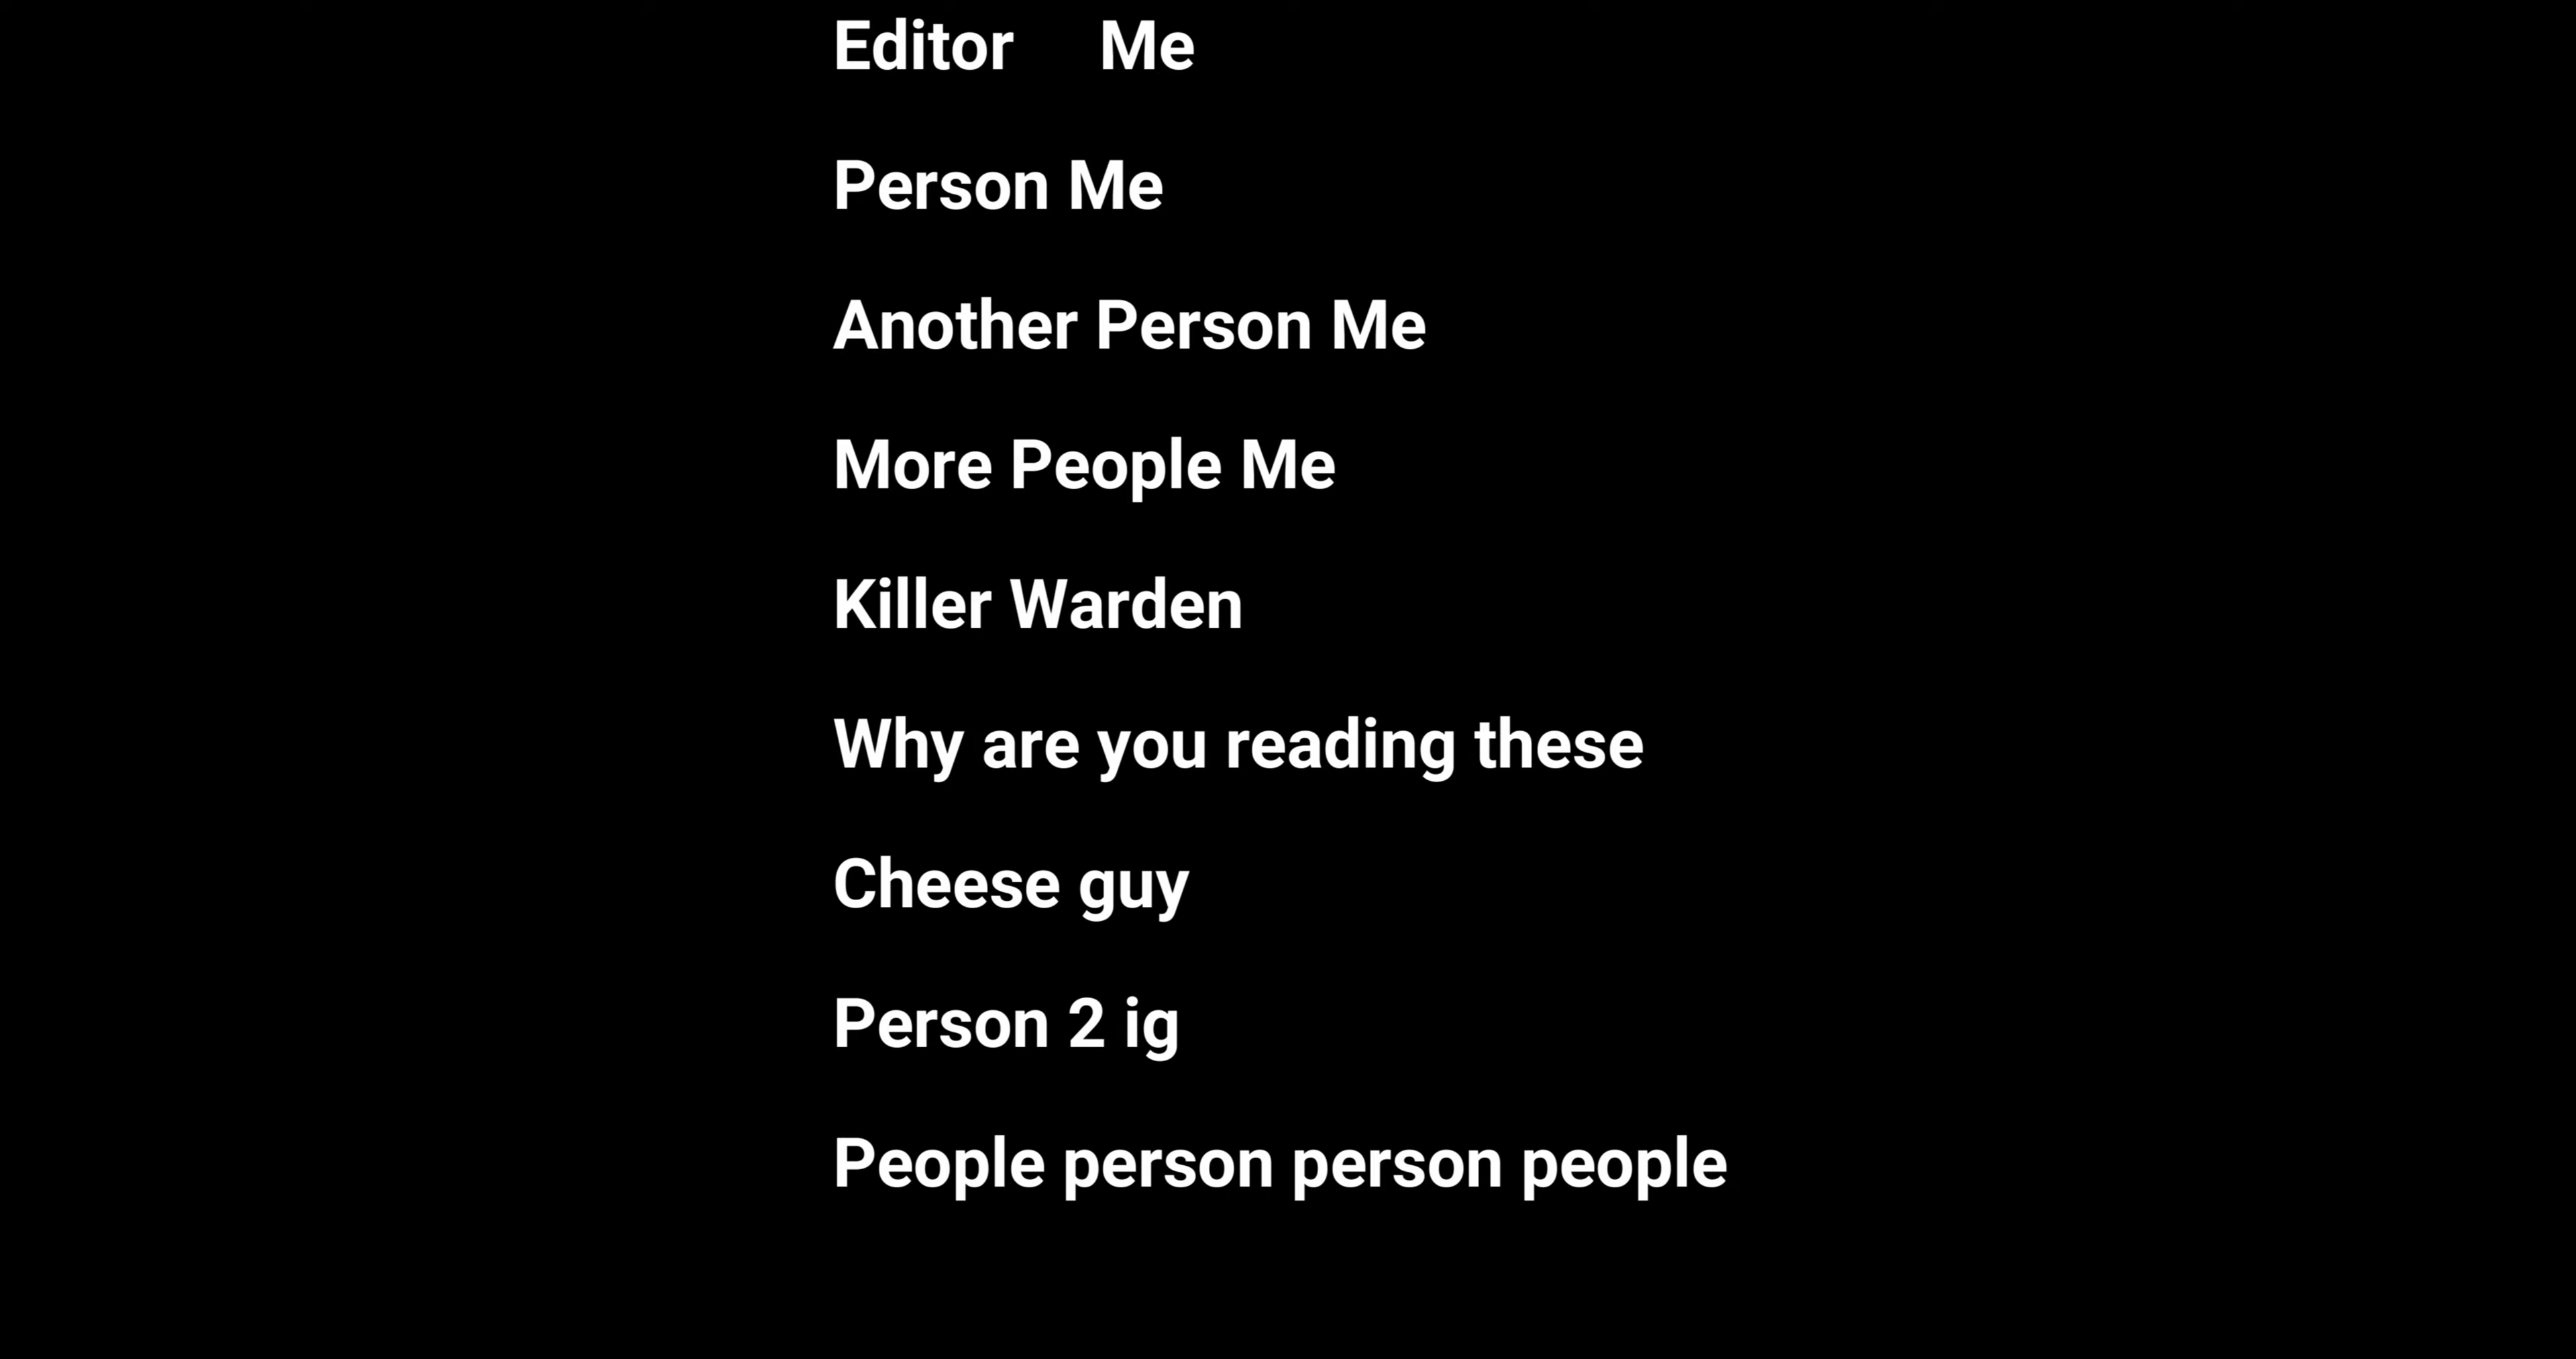 Editor Me
Person Me
Another Person Me
More People Me
Killer Warden
Why are you reading these
Cheese guy
Person 2 ig
People person person people